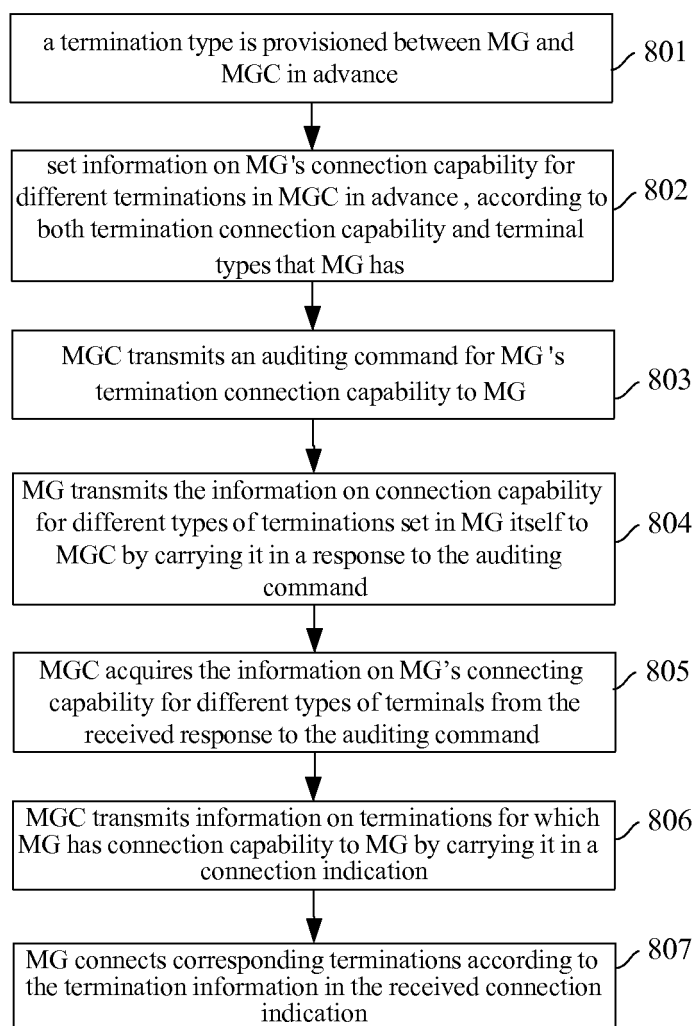 a termination type is provisioned between MG and
MGC in advance
801
set information on MG's connection capability for
different terminations in MGC in advance , according to
both termination connection capability and terminal
types that MG has
802
MGC transmits an auditing command for MG 's
termination connection capability to MG
803
MG transmits the information on connection capability
for different types of terminations set in MG itself to
MGC by carrying it in a response to the auditing
command
804
MGC acquires the information on MG’s connecting
capability for different types of terminals from the
received response to the auditing command
805
MGC transmits information on terminations for which
MG has connection capability to MG by carrying it in a
connection indication
806
MG connects corresponding terminations according to
the termination information in the received connection
indication
807